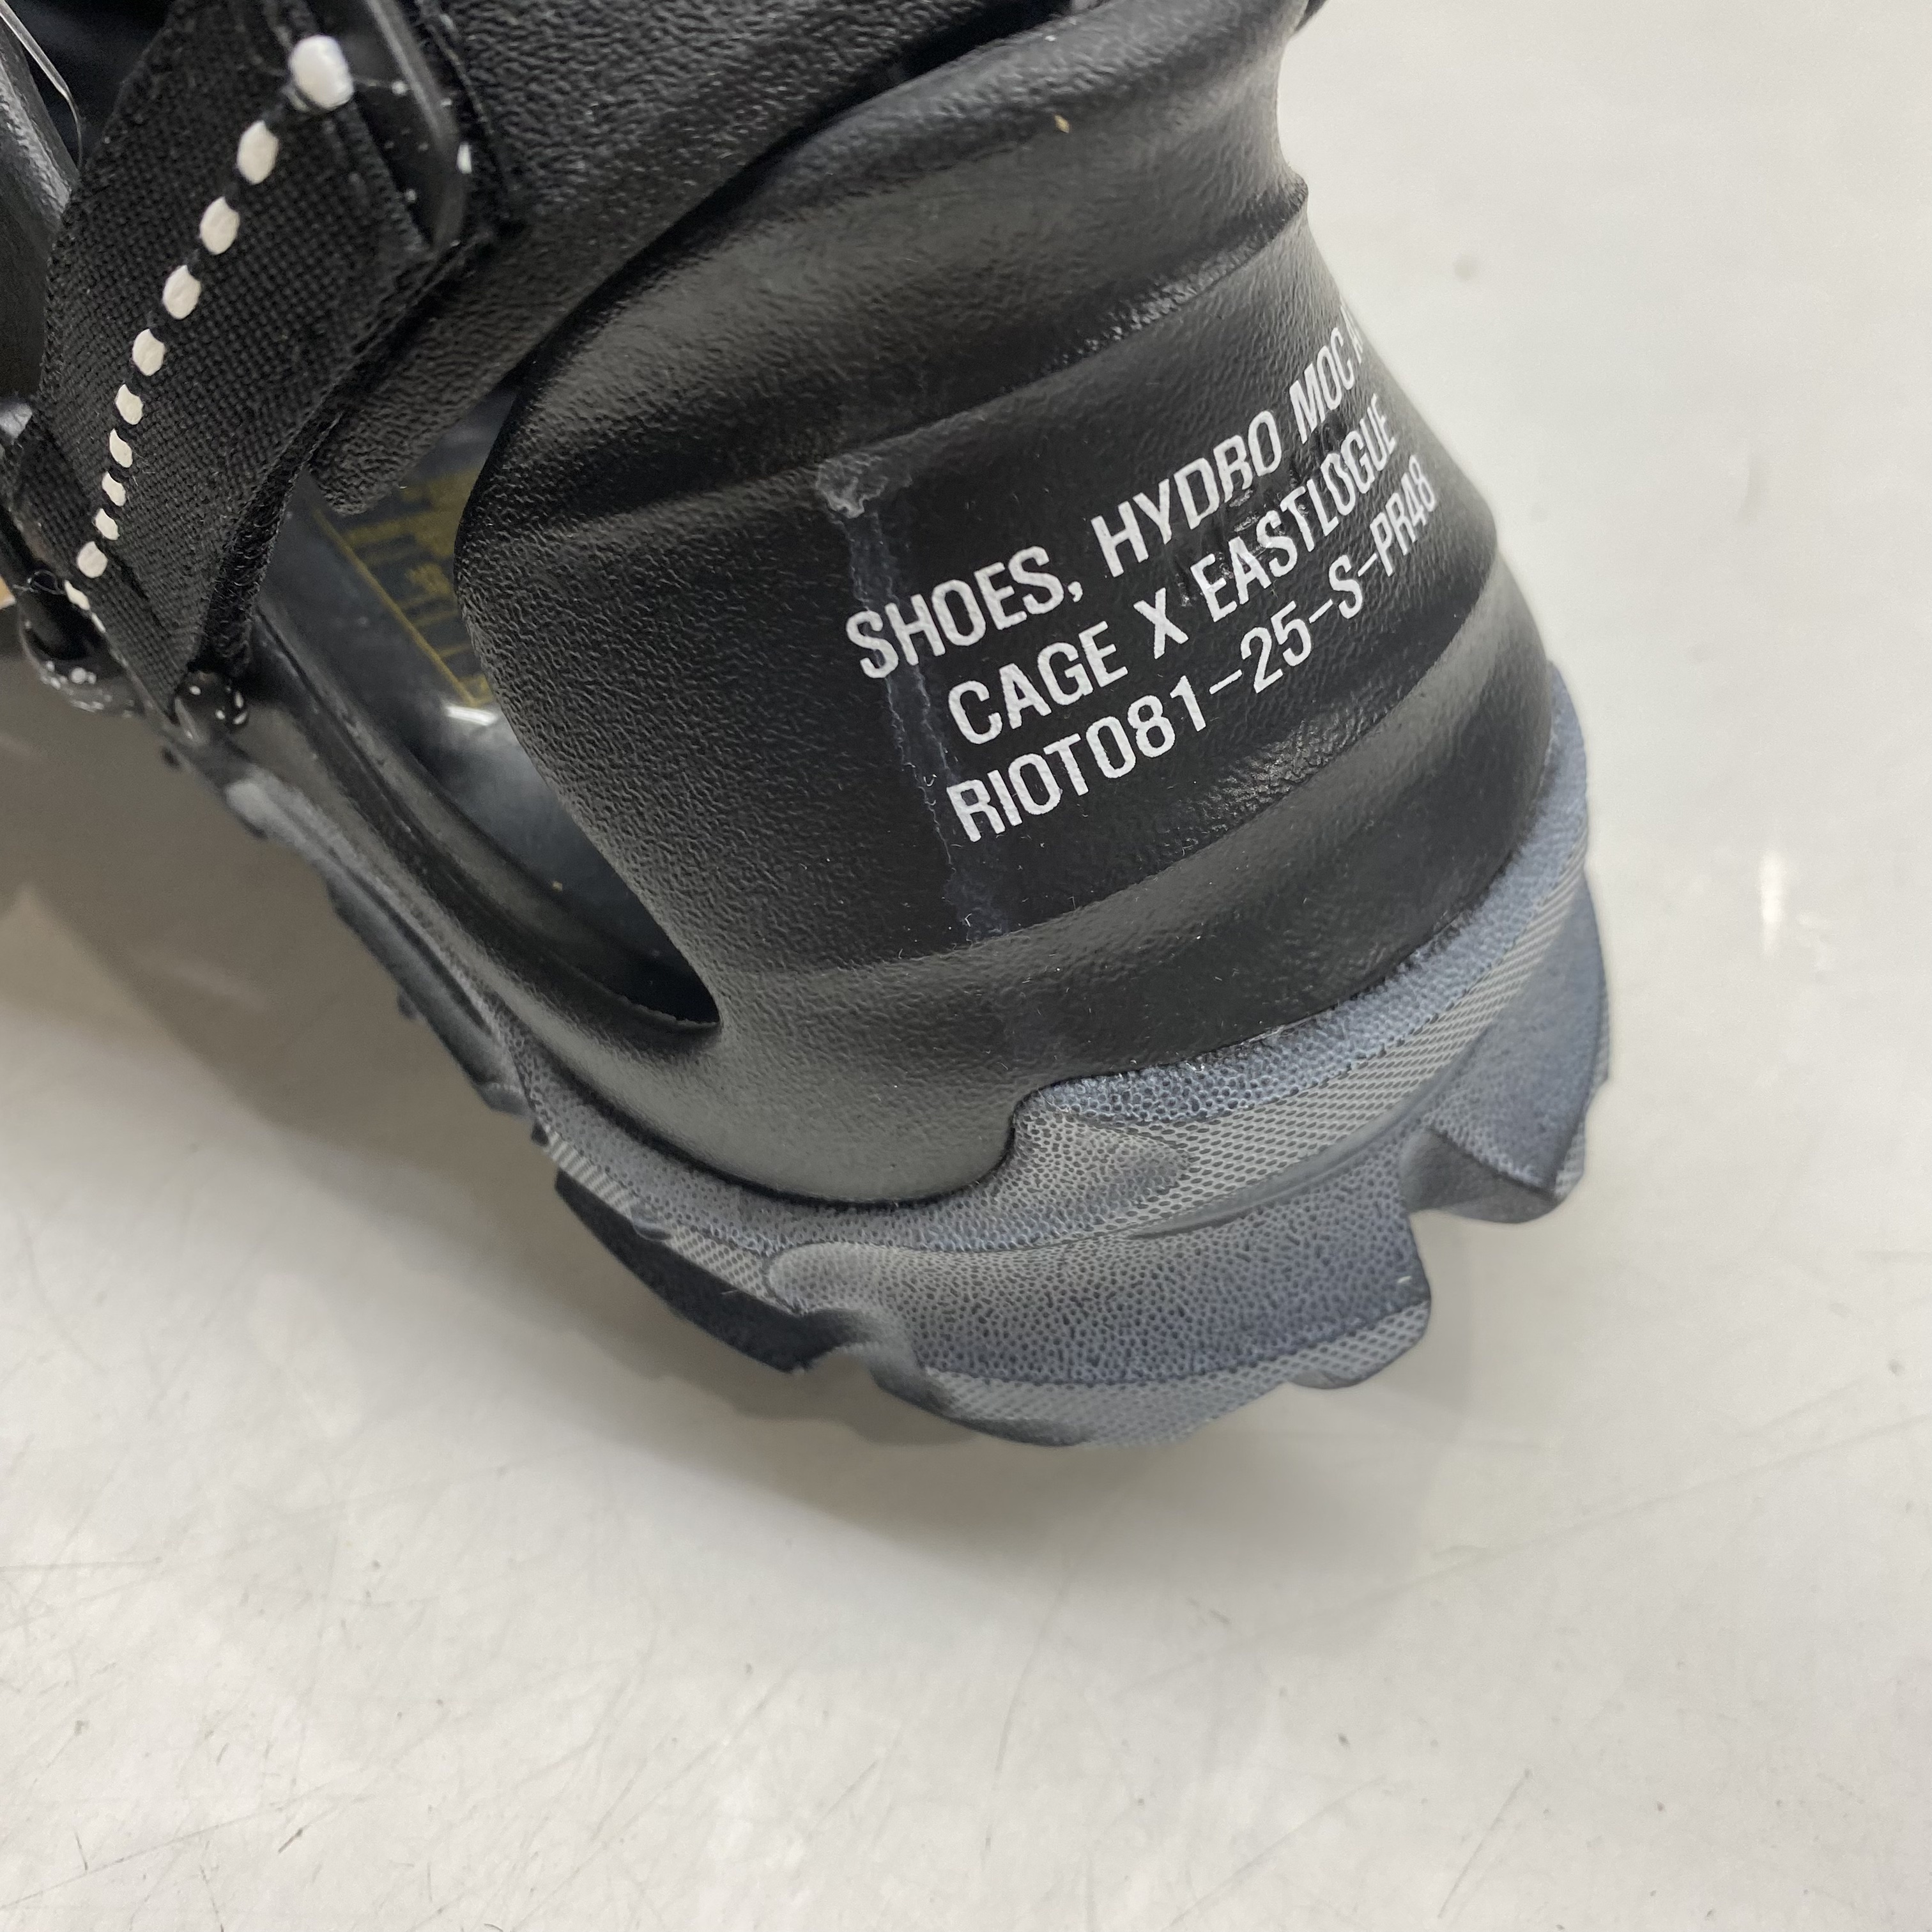 SHOES, HYDRO MOC
CAGE X EASTLOGUE
RIOT081-25-S-PR48